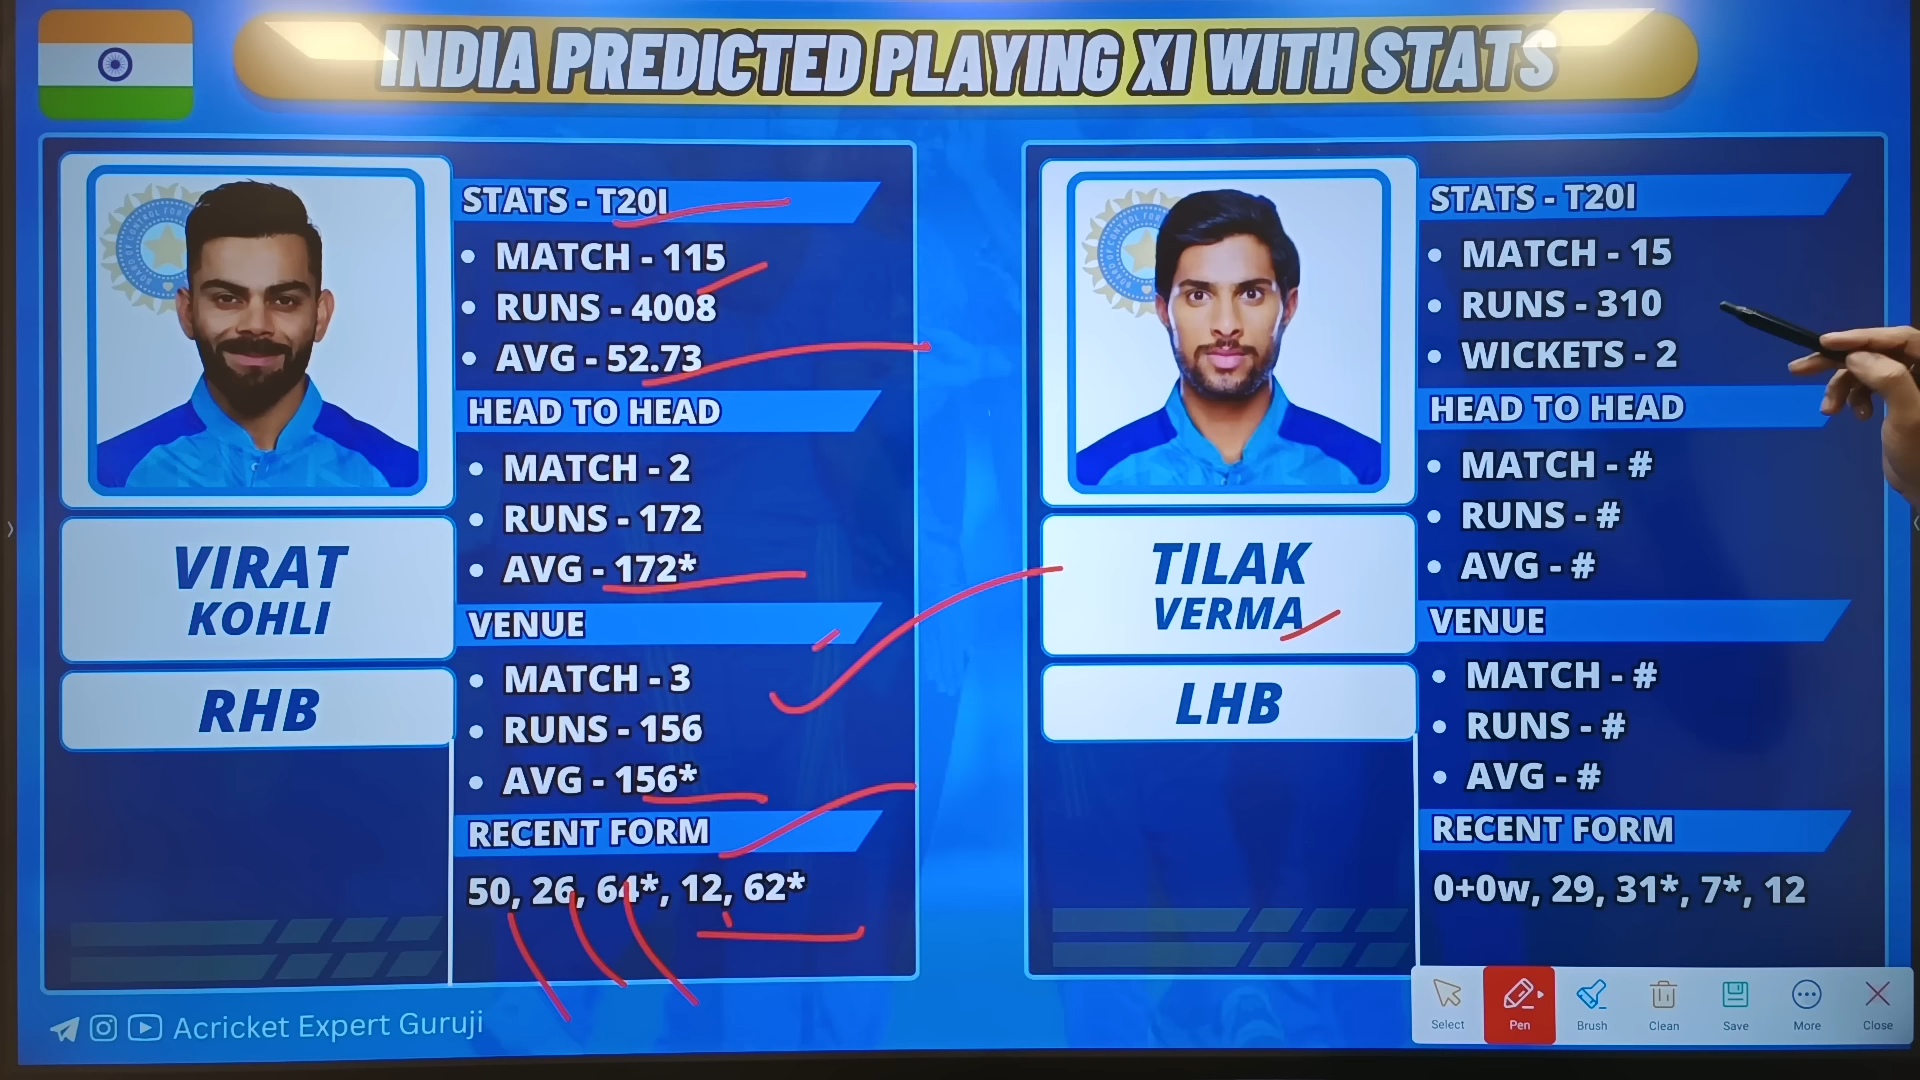 INDIA PREDICTED PLAYING XI WITH STATS
STATS - T20I
• MATCH - 115
• RUNS - 4008
• AVG - 52.73
HEAD TO HEAD
• MATCH - 2
• RUNS - 172
• AVG - 172*
VENUE
• MATCH - 3
• RUNS - 156
• AVG - 156*
RECENT FORM
50, 26, 64*, 12, 62*
VIRAT
KOHLI
RHB
STATS - T20I
• MATCH - 15
• RUNS - 310
• WICKETS - 2
HEAD TO HEAD
• MATCH - #
• RUNS - #
• AVG - #
VENUE
• MATCH - #
• RUNS - #
• AVG - #
RECENT FORM
0+0w, 29, 31*, 7*, 12
TILAK
VERMA
LHB
Acricket Expert Guruji
Select
Pen
Brush
Clean
Save
More
Close